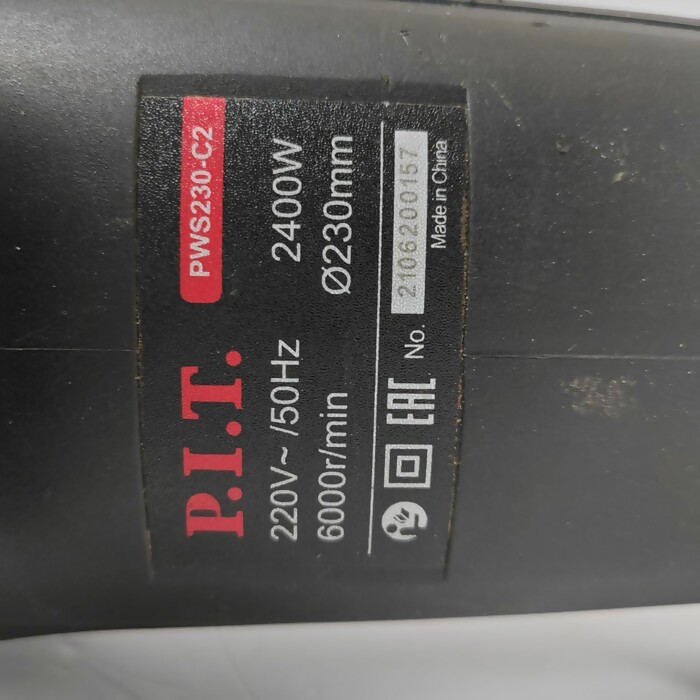 P.I.T. PWS230-C2
220V~ /50Hz 2400W
6000r/min Ø230mm
EAC No. 2106200157
Made in China